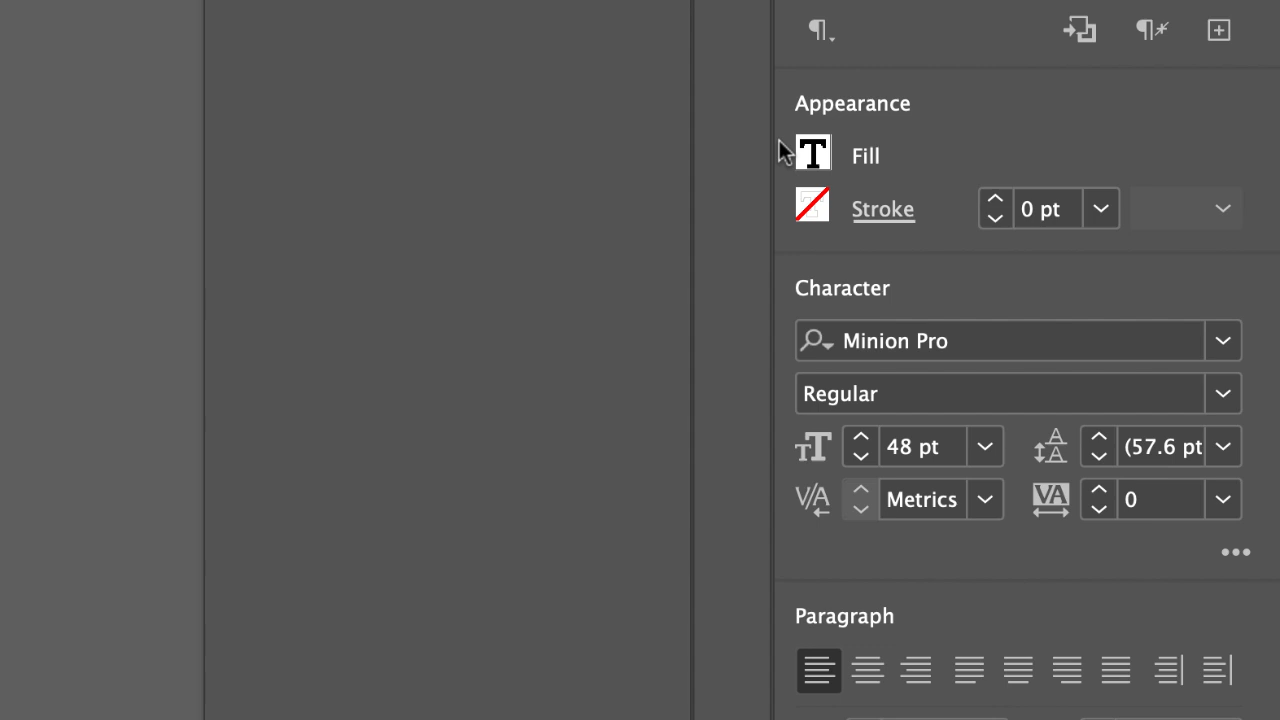 Appearance
T Fill
Stroke 0 pt
Character
Minion Pro
Regular
48 pt (57.6 pt
Metrics 0
Paragraph